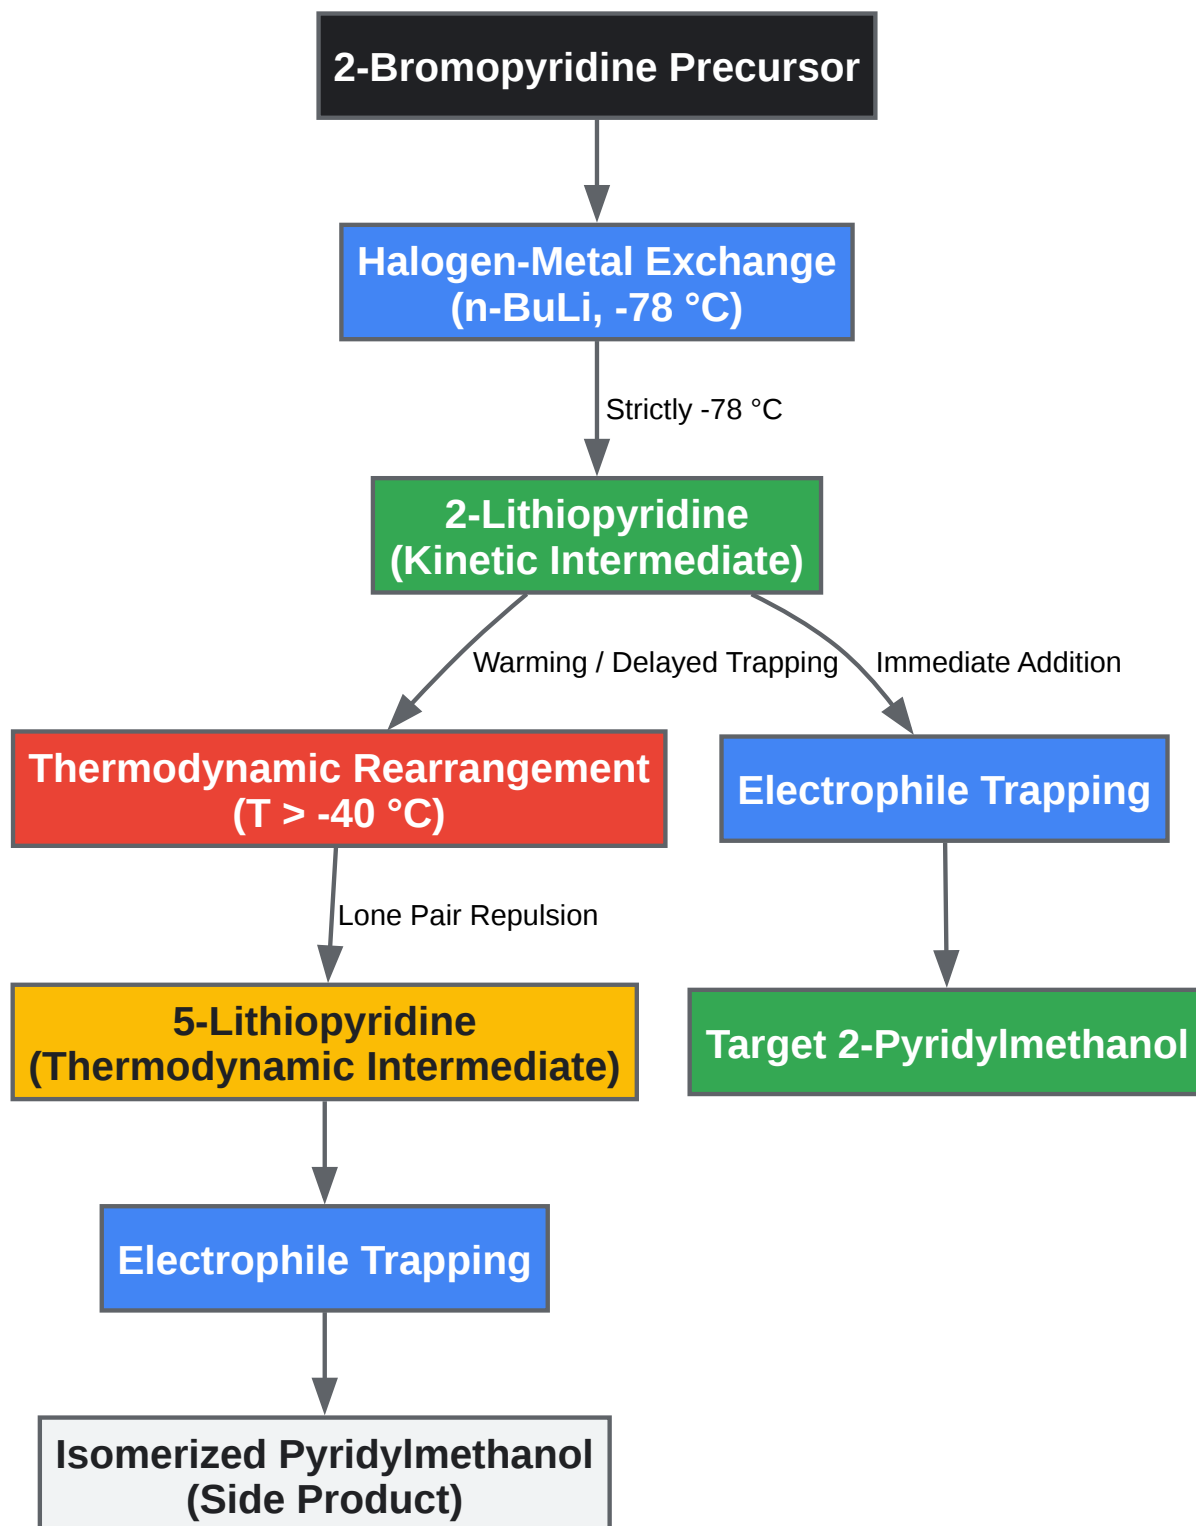 2-Bromopyridine Precursor
Halogen-Metal Exchange
(n-BuLi, -78 °C)
Strictly -78 °C
2-Lithiopyridine
(Kinetic Intermediate)
Warming / Delayed Trapping
Immediate Addition
Thermodynamic Rearrangement
(T > -40 °C)
Electrophile Trapping
Lone Pair Repulsion
5-Lithiopyridine
(Thermodynamic Intermediate)
Target 2-Pyridylmethanol
Electrophile Trapping
Isomerized Pyridylmethanol
(Side Product)